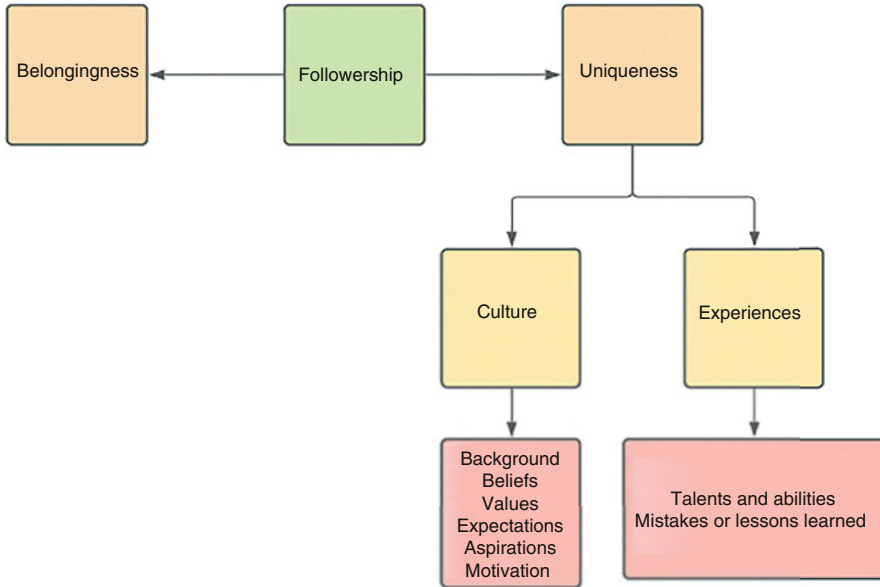 Belongingness
Followership
Uniqueness
Culture
Experiences
Background
Beliefs
Values
Expectations
Aspirations
Motivation
Talents and abilities
Mistakes or lessons learned